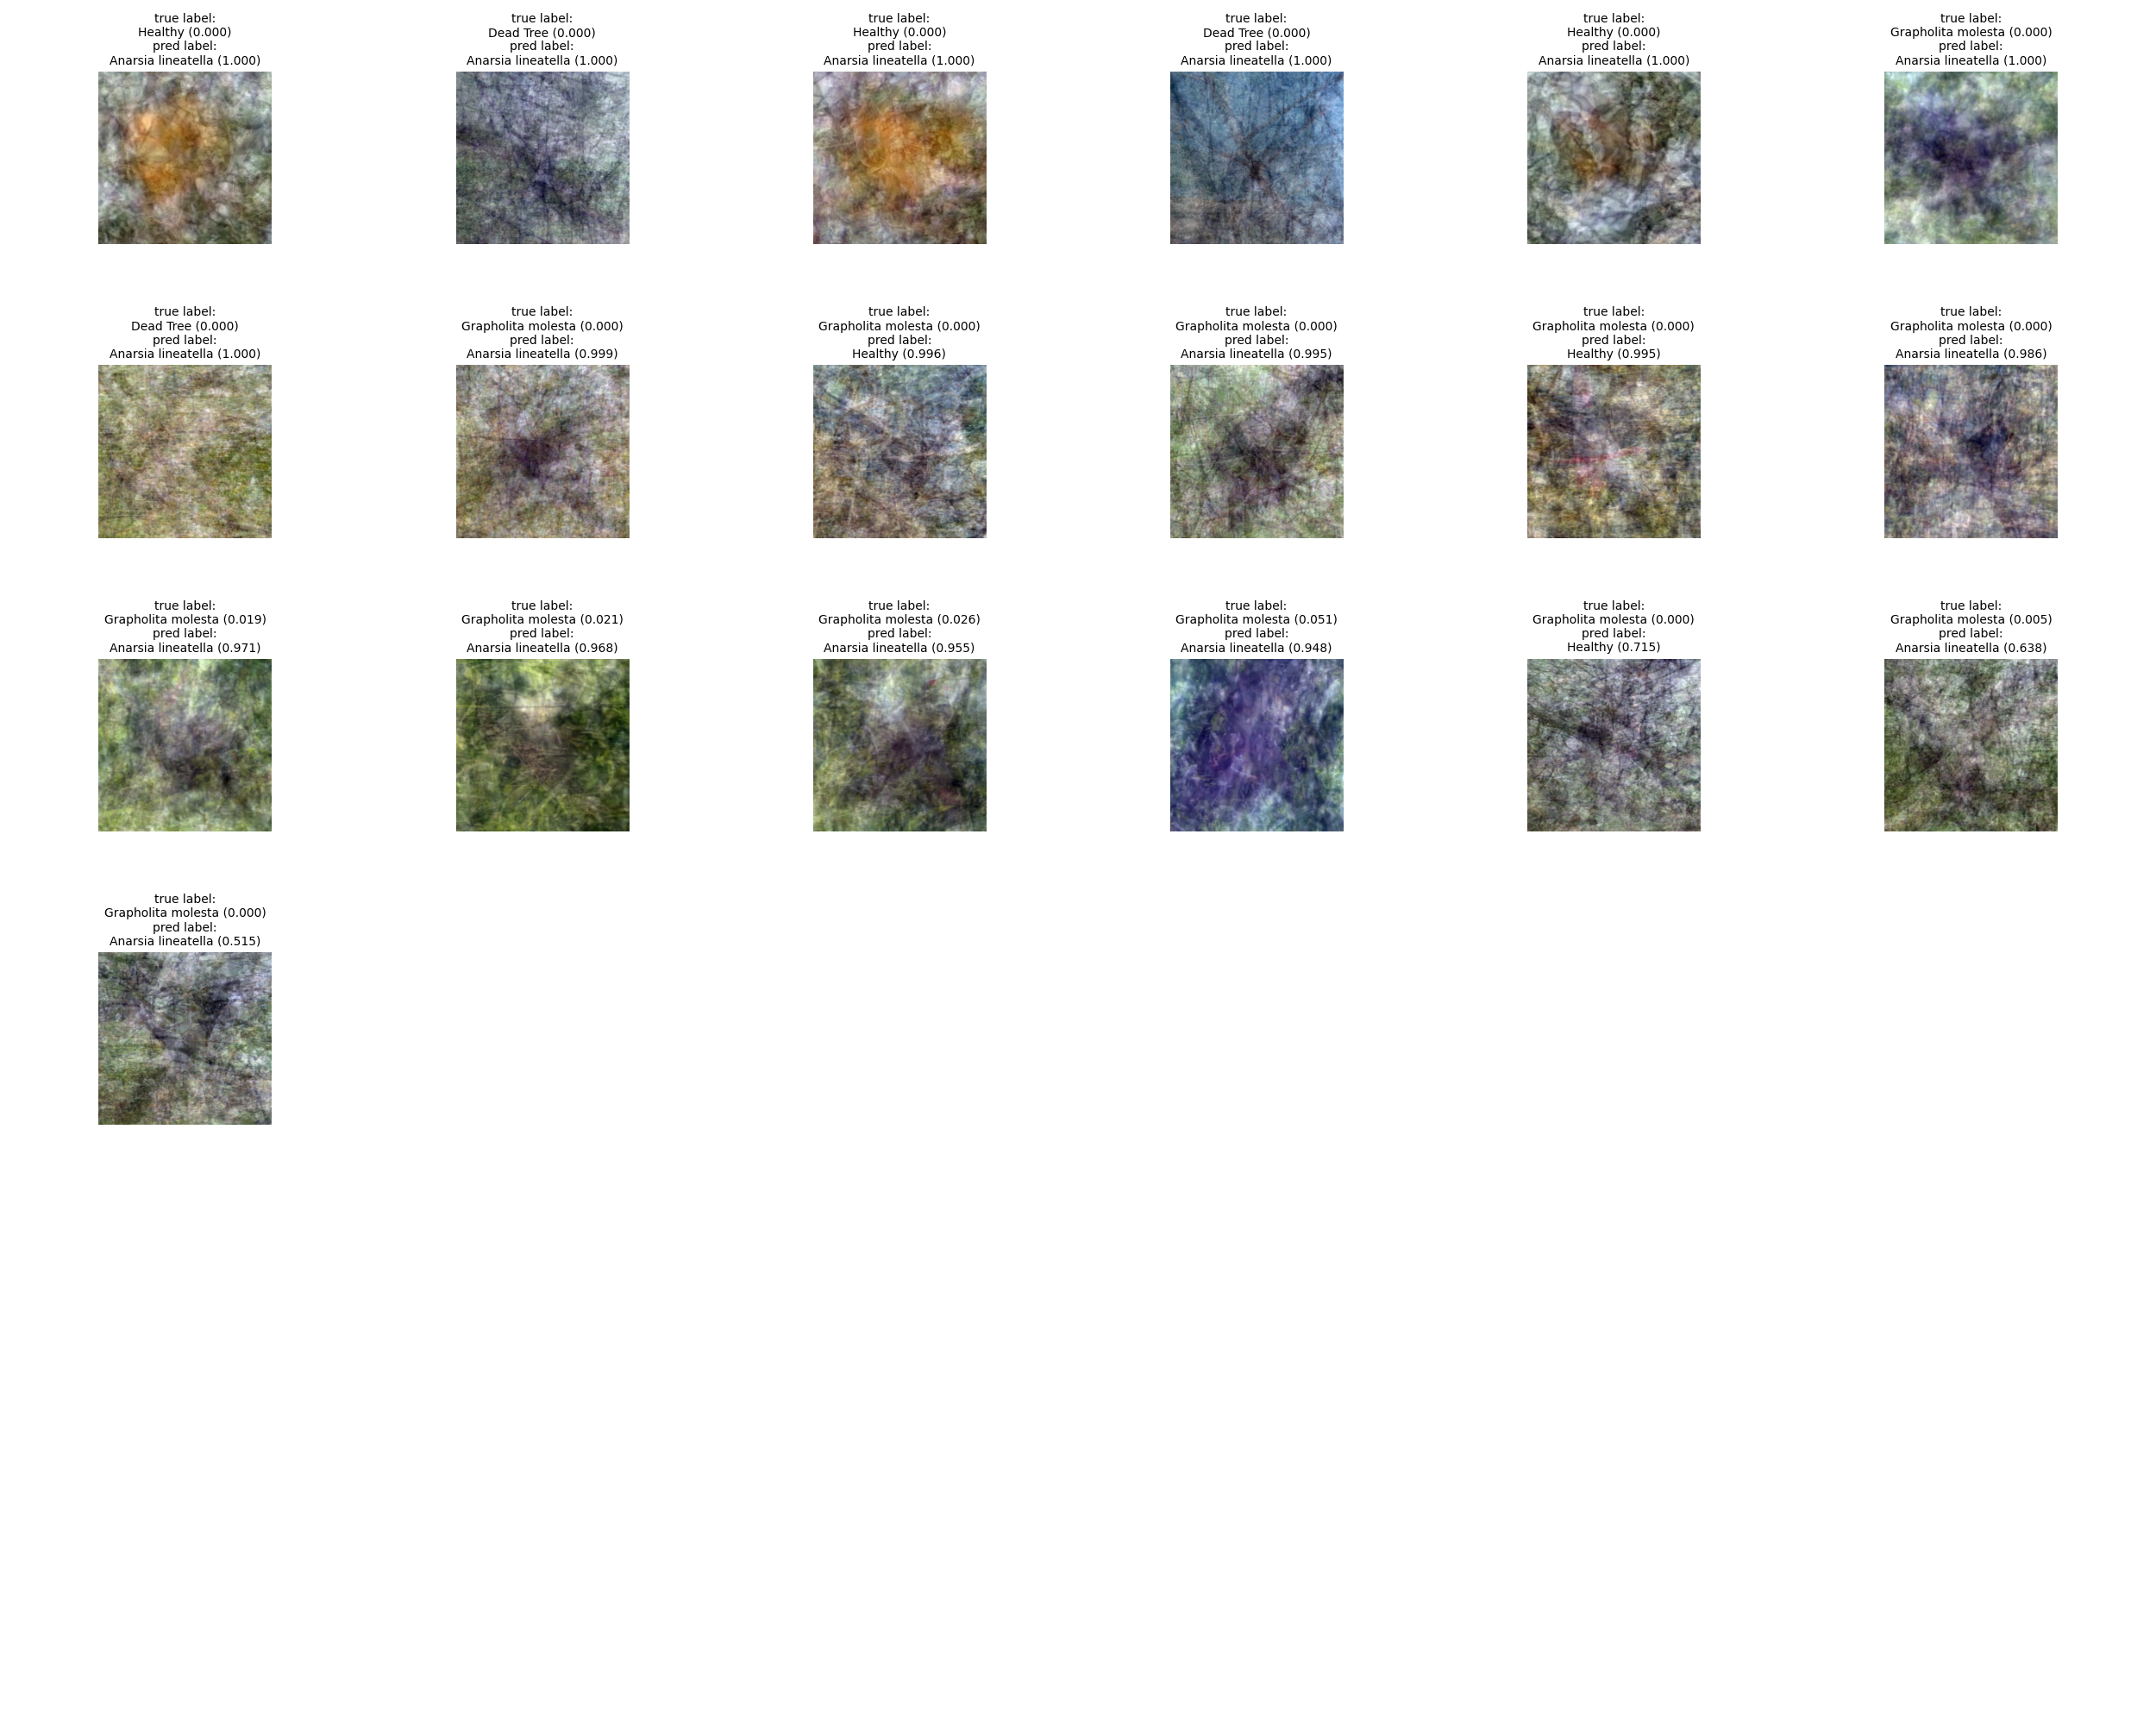 true label:
Healthy (0.000)
pred label:
Anarsia lineatella (1.000)
true label:
Dead Tree (0.000)
pred label:
Anarsia lineatella (1.000)
true label:
Healthy (0.000)
pred label:
Anarsia lineatella (1.000)
true label:
Dead Tree (0.000)
pred label:
Anarsia lineatella (1.000)
true label:
Healthy (0.000)
pred label:
Anarsia lineatella (1.000)
true label:
Grapholita molesta (0.000)
pred label:
Anarsia lineatella (1.000)
true label:
Dead Tree (0.000)
pred label:
Anarsia lineatella (1.000)
true label:
Grapholita molesta (0.000)
pred label:
Anarsia lineatella (0.999)
true label:
Grapholita molesta (0.000)
pred label:
Healthy (0.996)
true label:
Grapholita molesta (0.000)
pred label:
Anarsia lineatella (0.995)
true label:
Grapholita molesta (0.000)
pred label:
Healthy (0.995)
true label:
Grapholita molesta (0.000)
pred label:
Anarsia lineatella (0.986)
true label:
Grapholita molesta (0.019)
pred label:
Anarsia lineatella (0.971)
true label:
Grapholita molesta (0.021)
pred label:
Anarsia lineatella (0.968)
true label:
Grapholita molesta (0.026)
pred label:
Anarsia lineatella (0.955)
true label:
Grapholita molesta (0.051)
pred label:
Anarsia lineatella (0.948)
true label:
Grapholita molesta (0.000)
pred label:
Healthy (0.715)
true label:
Grapholita molesta (0.005)
pred label:
Anarsia lineatella (0.638)
true label:
Grapholita molesta (0.000)
pred label:
Anarsia lineatella (0.515)